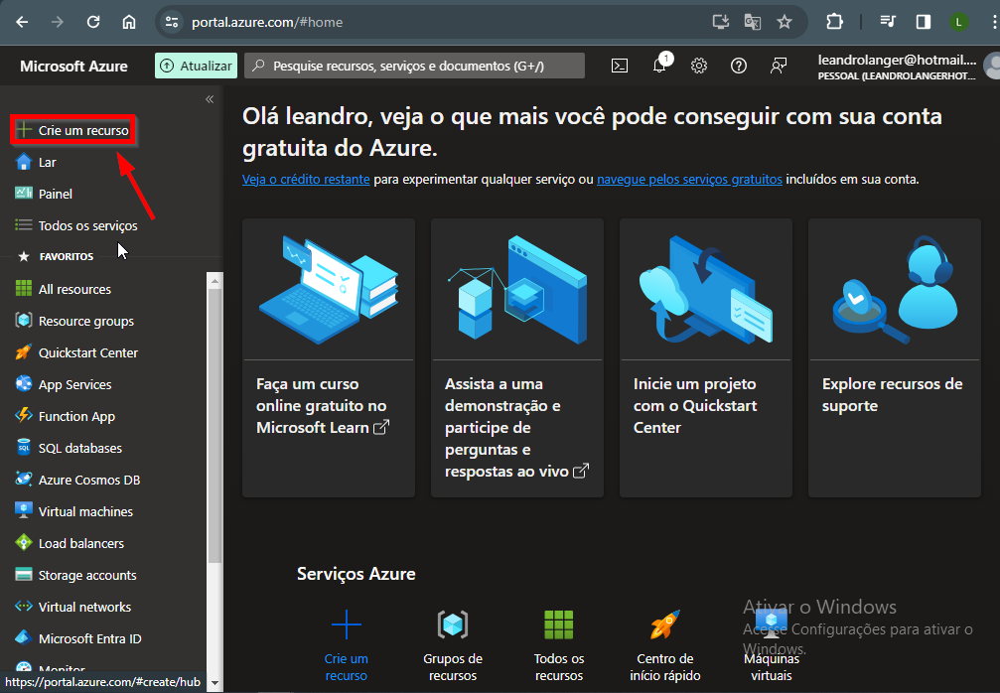 portal.azure.com/#home
L
Microsoft Azure
Atualizar
Pesquise recursos, serviços e documentos (G+/)
1
leandrolanger@hotmail....
PESSOAL (LEANDROLANGERHOT...
Crie um recurso
Lar
Painel
Todos os serviços
FAVORITOS
All resources
Resource groups
Quickstart Center
App Services
Function App
SQL
SQL databases
Azure Cosmos DB
Virtual machines
Load balancers
Storage accounts
Virtual networks
Microsoft Entra ID
Monitor
https://portal.azure.com/#create/hub
Olá leandro, veja o que mais você pode conseguir com sua conta
gratuita do Azure.
Veja o crédito restante para experimentar qualquer serviço ou navegue pelos serviços gratuitos incluídos em sua conta.
Faça um curso
online gratuito no
Microsoft Learn
Assista a uma
demonstração e
participe de
perguntas e
respostas ao vivo
Inicie um projeto
com o Quickstart
Center
Explore recursos de
suporte
Serviços Azure
Crie um
recurso
Grupos de
recursos
Todos os
recursos
Centro de
início rápido
Máquinas
virtuais
Ativar o Windows
Acesse Configurações para ativar o
Windows.